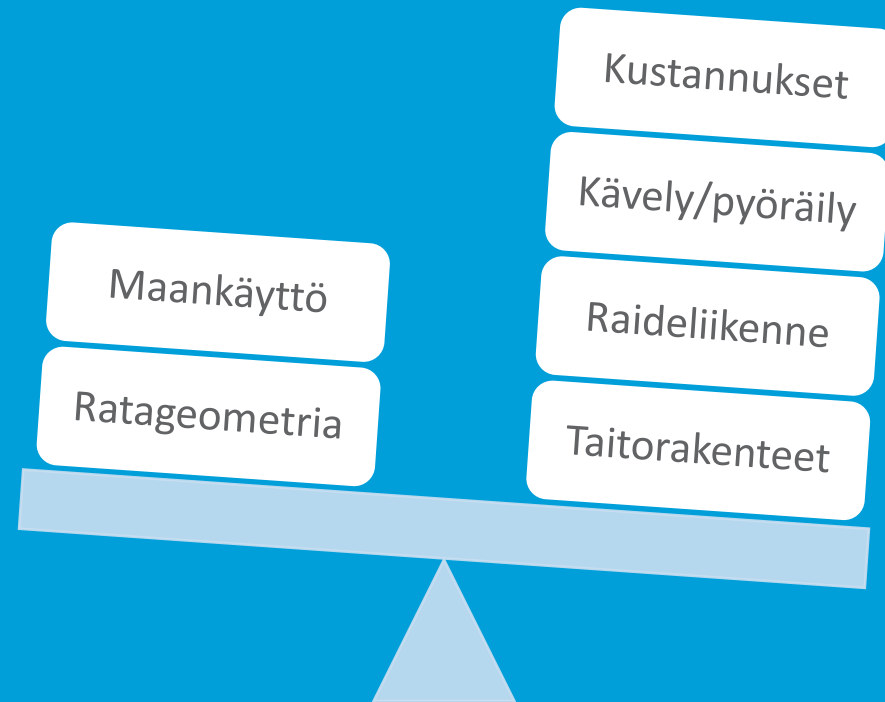 Maankäyttö
Ratageometria
Kustannukset
Kävely/pyöräily
Raideliikenne
Taitorakenteet